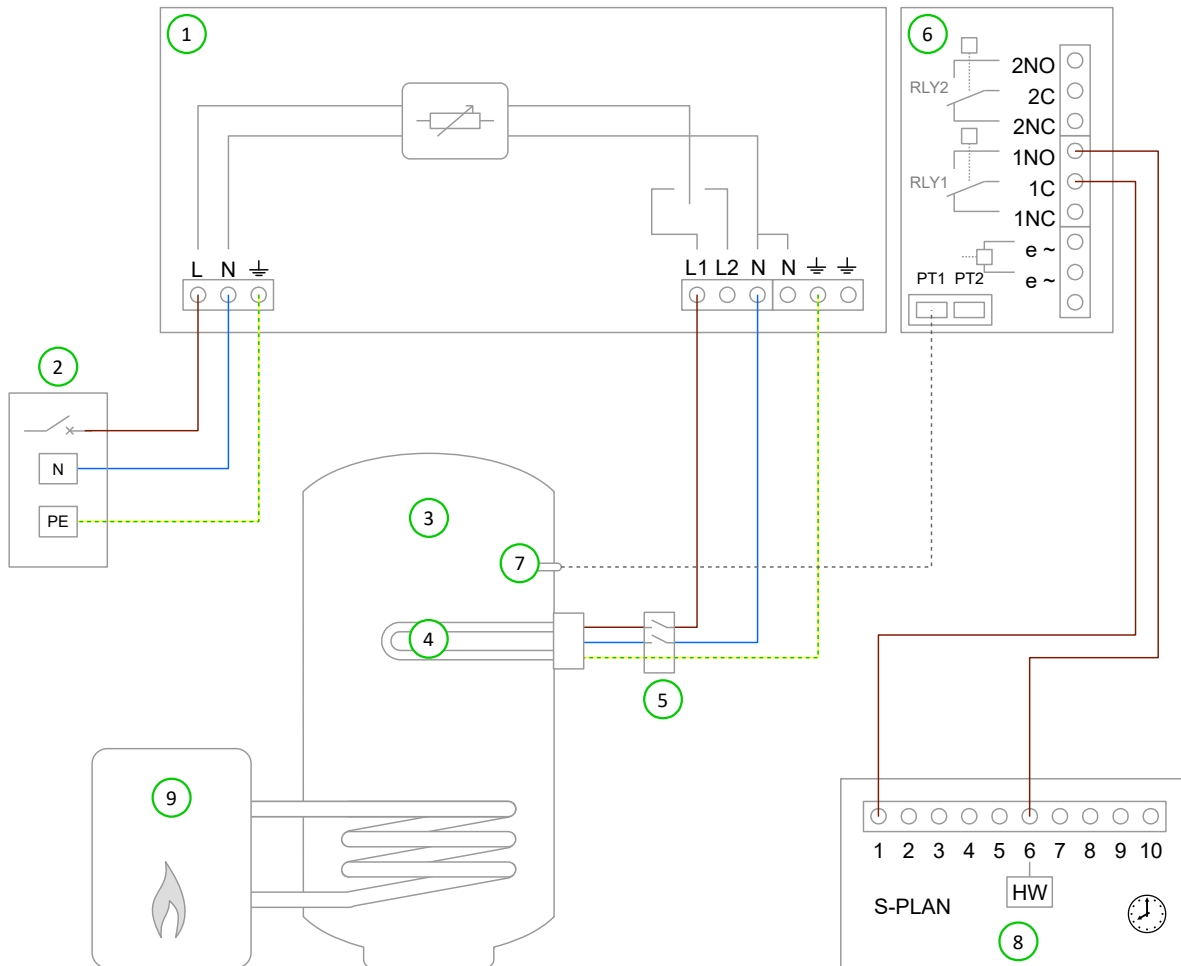 1
6
2NO
RLY2
2C
2NC
1NO
RLY1
1C
1NC
e ~
e ~
PT1 PT2
L N
L1 L2 N N
2
N
PE
3
7
4
5
9
1 2 3 4 5 6 7 8 9 10
HW
S-PLAN
8